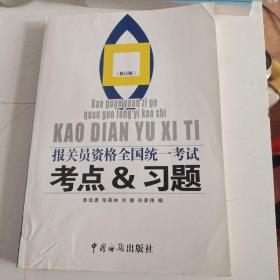 (修订版)
Bao guan yuan zi ge
quan guo tong yi kao shi
KAO DIAN YU XI TI
报关员资格全国统一考试
考点 & 习题
中国海关出版社